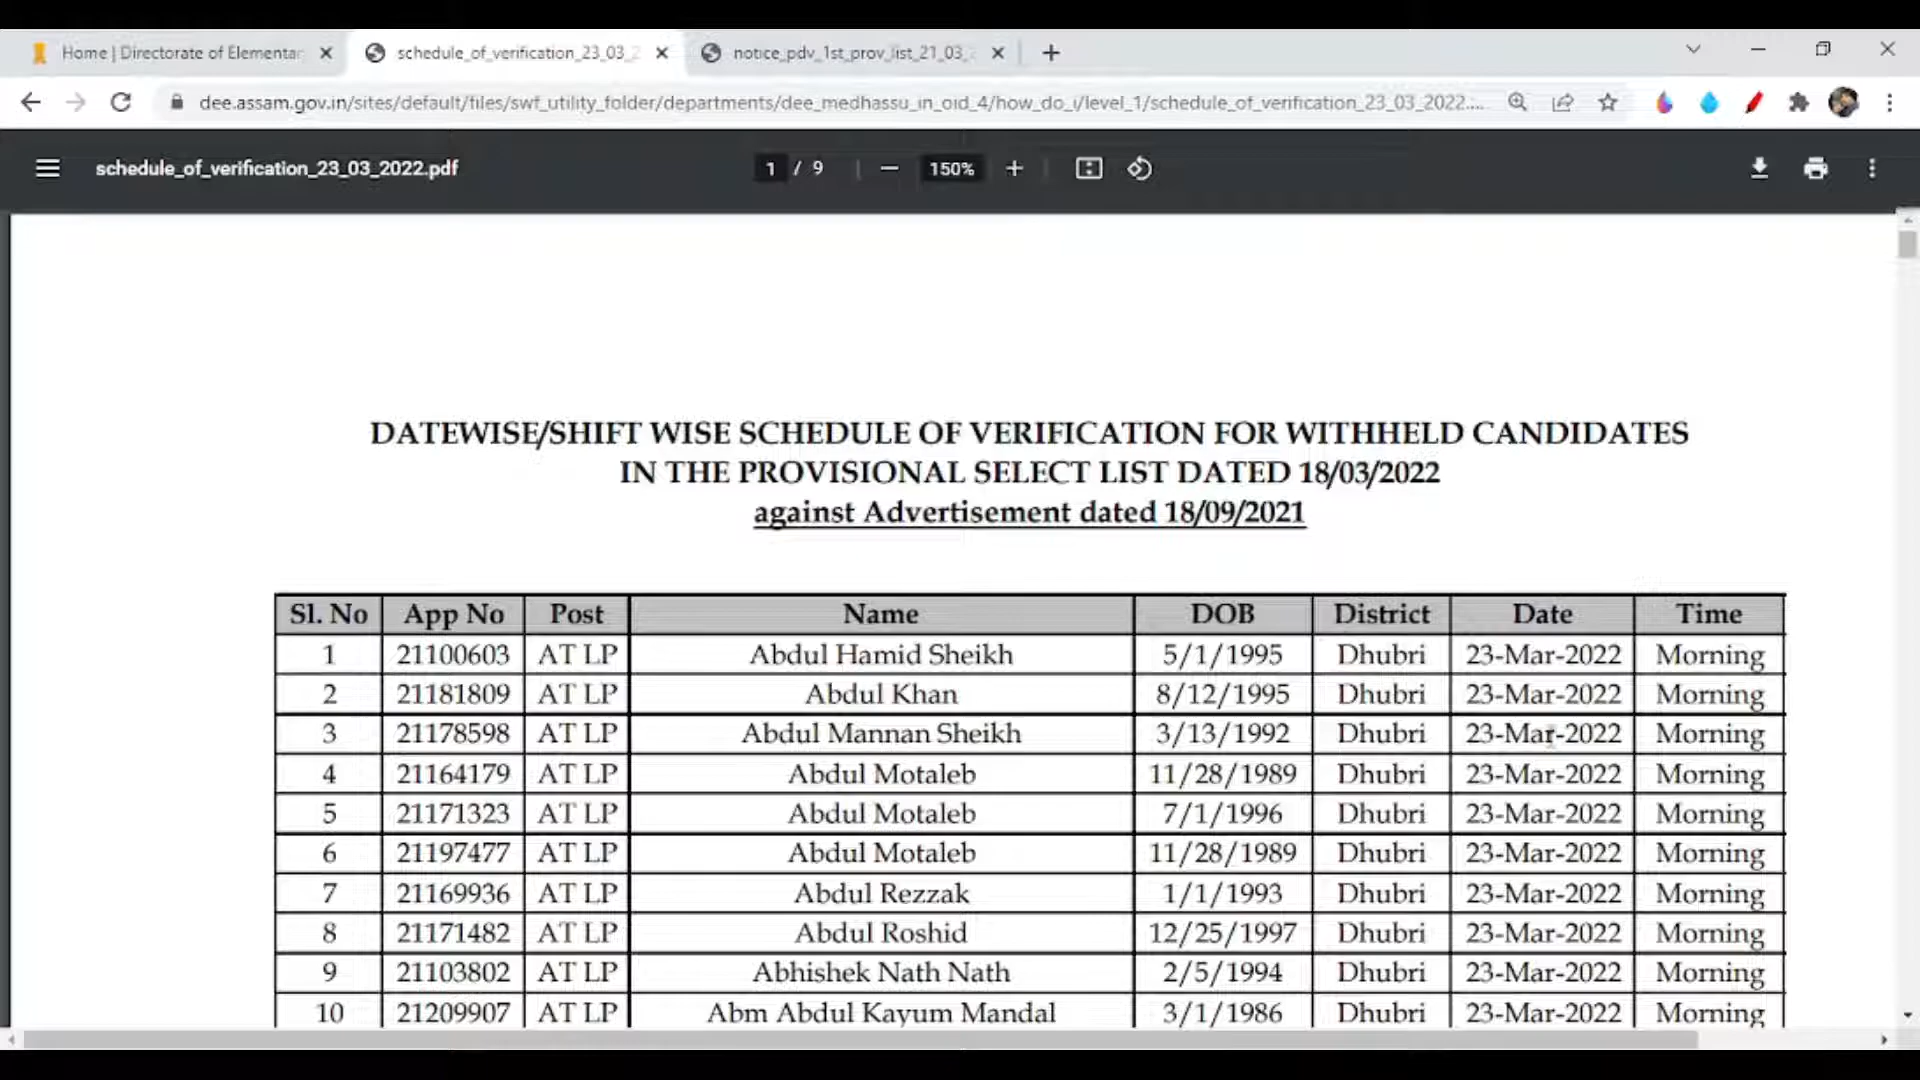 Home | Directorate of Elementar
schedule_of_verification_23_03_2
notice_pdv_1st_prov_list_21_03_
dee.assam.gov.in/sites/default/files/swf_utility_folder/departments/dee_medhassu_in_oid_4/how_do_i/level_1/schedule_of_verification_23_03_2022....
schedule_of_verification_23_03_2022.pdf 1 / 9 150%
DATEWISE/SHIFT WISE SCHEDULE OF VERIFICATION FOR WITHHELD CANDIDATES
IN THE PROVISIONAL SELECT LIST DATED 18/03/2022
against Advertisement dated 18/09/2021
Sl. No App No Post Name DOB District Date Time
1 21100603 AT LP Abdul Hamid Sheikh 5/1/1995 Dhubri 23-Mar-2022 Morning
2 21181809 AT LP Abdul Khan 8/12/1995 Dhubri 23-Mar-2022 Morning
3 21178598 AT LP Abdul Mannan Sheikh 3/13/1992 Dhubri 23-Mar-2022 Morning
4 21164179 AT LP Abdul Motaleb 11/28/1989 Dhubri 23-Mar-2022 Morning
5 21171323 AT LP Abdul Motaleb 7/1/1996 Dhubri 23-Mar-2022 Morning
6 21197477 AT LP Abdul Motaleb 11/28/1989 Dhubri 23-Mar-2022 Morning
7 21169936 AT LP Abdul Rezzak 1/1/1993 Dhubri 23-Mar-2022 Morning
8 21171482 AT LP Abdul Roshid 12/25/1997 Dhubri 23-Mar-2022 Morning
9 21103802 AT LP Abhishek Nath Nath 2/5/1994 Dhubri 23-Mar-2022 Morning
10 21209907 AT LP Abm Abdul Kayum Mandal 3/1/1986 Dhubri 23-Mar-2022 Morning